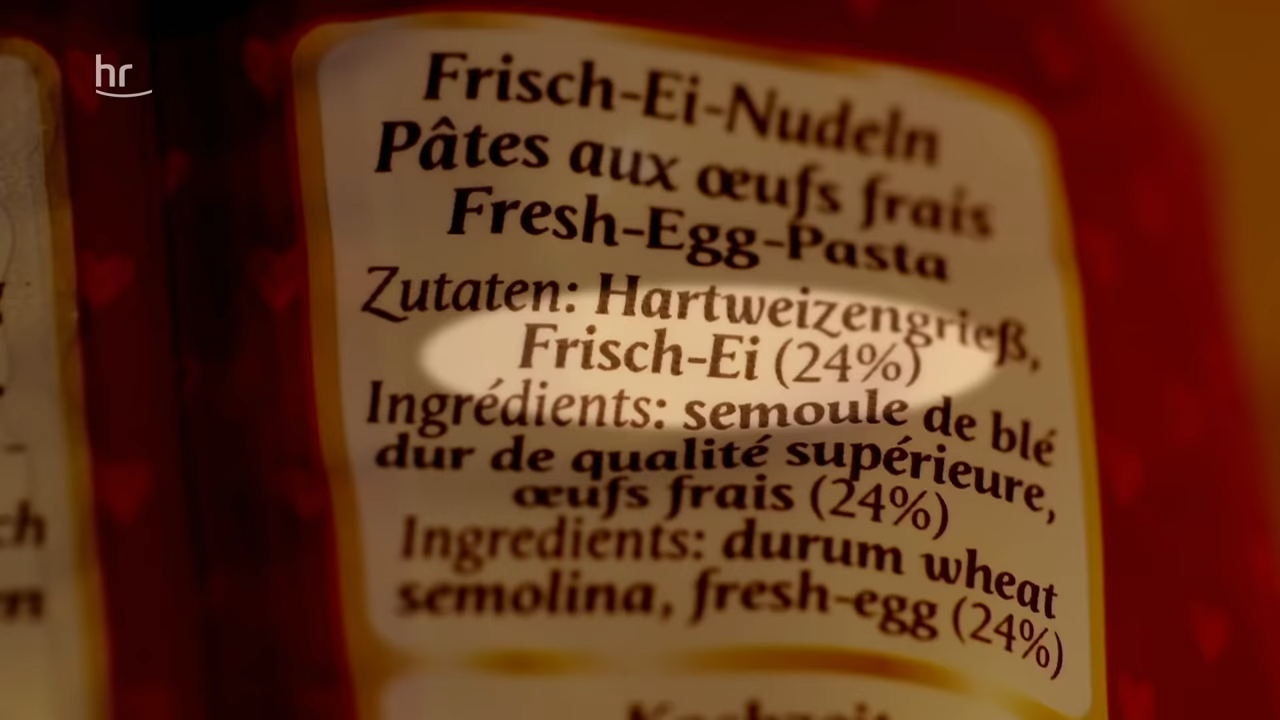 hr
Frisch-Ei-Nudeln
Pâtes aux œufs frais
Fresh-Egg-Pasta
Zutaten: Hartweizengrieß,
Frisch-Ei (24%)
Ingrédients: semoule de blé
dur de qualité supérieure,
œufs frais (24%)
Ingredients: durum wheat
semolina, fresh-egg (24%)
Kochzeit